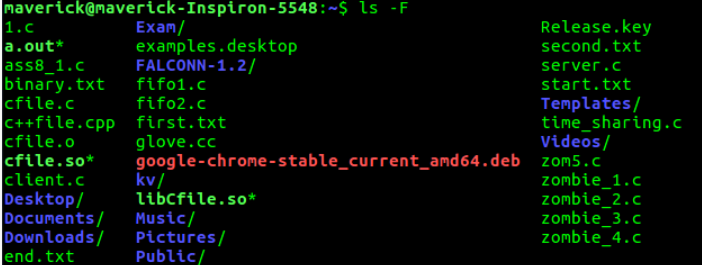 maverick@maverick-Inspiron-5548:~$ ls -F
1.c Exam/ Release.key
a.out* examples.desktop second.txt
ass8_1.c FALCONN-1.2/ server.c
binary.txt fifo1.c start.txt
cfile.c fifo2.c Templates/
c++file.cpp first.txt time_sharing.c
cfile.o glove.cc Videos/
cfile.so* google-chrome-stable_current_amd64.deb zom5.c
client.c kv/ zombie_1.c
Desktop/ libCfile.so* zombie_2.c
Documents/ Music/ zombie_3.c
Downloads/ Pictures/ zombie_4.c
end.txt Public/